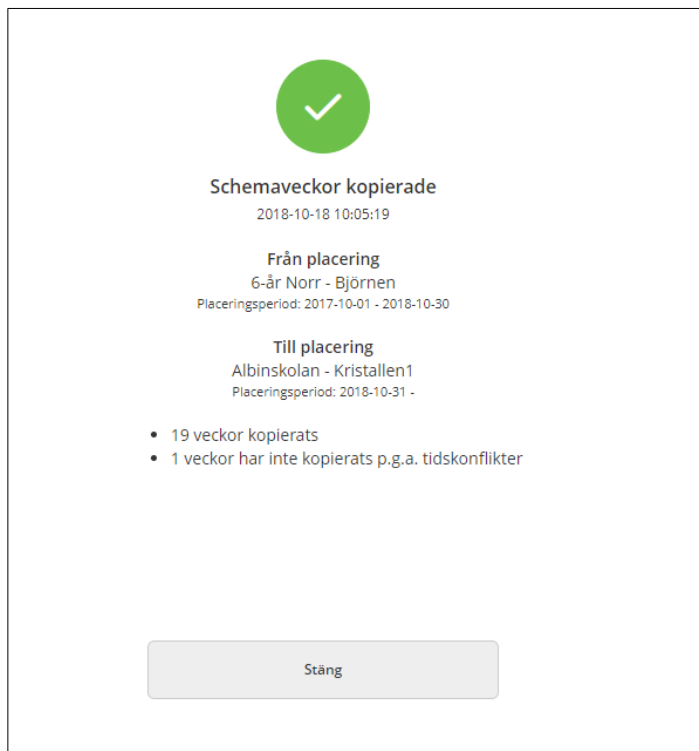 Schemaveckor kopierade
2018-10-18 10:05:19
Från placering
6-år Norr - Björnen
Placeringsperiod: 2017-10-01 - 2018-10-30
Till placering
Albinskolan - Kristallen1
Placeringsperiod: 2018-10-31 -
• 19 veckor kopierats
• 1 veckor har inte kopierats p.g.a. tidskonflikter
Stäng